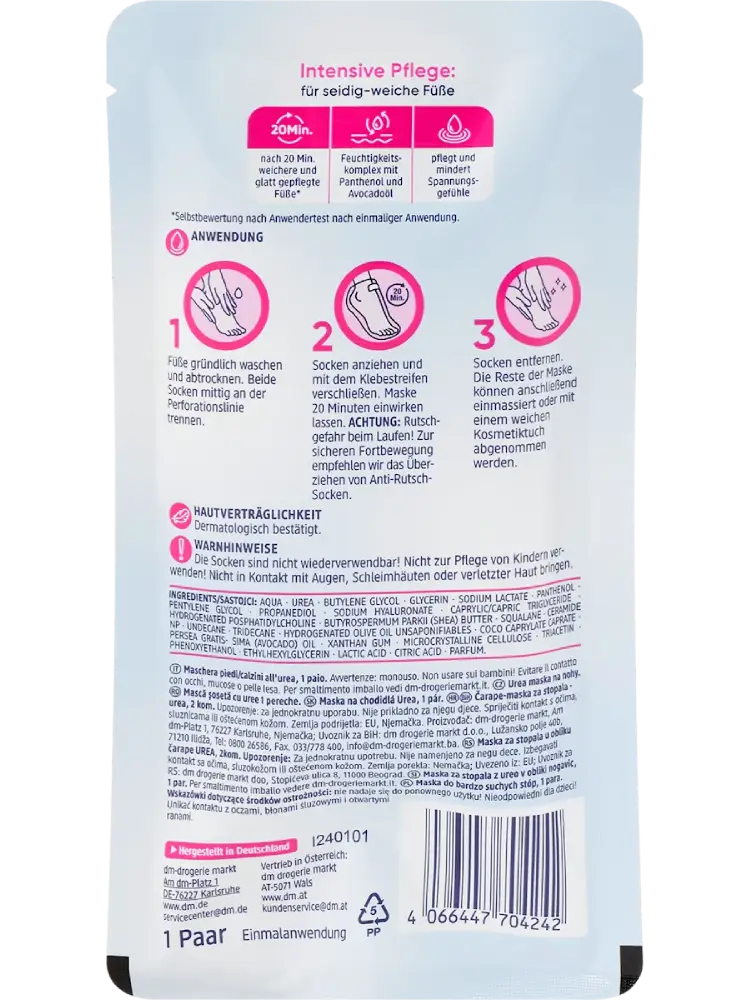 Intensive Pflege:
für seidig-weiche Füße
20Min.
nach 20 Min.
weichere und
glatt gepflegte
Füße*
Feuchtigkeits-
komplex mit
Panthenol und
Avocadoöl
pflegt und
mindert
Spannungs-
gefühle
*Selbstbewertung nach Anwendertest nach einmaliger Anwendung.
ANWENDUNG
1
Füße gründlich waschen
und abtrocknen. Beide
Socken mittig an der
Perforationslinie
trennen.
20
Min.
2
Socken anziehen und
mit dem Klebestreifen
verschließen. Maske
20 Minuten einwirken
lassen. ACHTUNG: Rutsch-
gefahr beim Laufen! Zur
sicheren Fortbewegung
empfehlen wir das Über-
ziehen von Anti-Rutsch-
Socken.
3
Socken entfernen.
Die Reste der Maske
können anschließend
einmassiert oder mit
einem weichen
Kosmetiktuch
abgenommen
werden.
HAUTVERTRÄGLICHKEIT
Dermatologisch bestätigt.
WARNHINWEISE
Die Socken sind nicht wiederverwendbar! Nicht zur Pflege von Kindern ver-
wenden! Nicht in Kontakt mit Augen, Schleimhäuten oder verletzter Haut bringen.
INGREDIENTS/SASTOJCI: AQUA · UREA · BUTYLENE GLYCOL · GLYCERIN · SODIUM LACTATE · PANTHENOL ·
PENTYLENE GLYCOL · PROPANEDIOL · SODIUM HYALURONATE · CAPRYLIC/CAPRIC TRIGLYCERIDE ·
HYDROGENATED PHOSPHATIDYLCHOLINE · BUTYROSPERMUM PARKII (SHEA) BUTTER · SQUALANE · CERAMIDE
NP · UNDECANE · TRIDECANE · HYDROGENATED OLIVE OIL UNSAPONIFIABLES · COCO CAPRYLATE CAPRATE ·
PERSEA GRATIS- SIMA (AVOCADO) OIL · XANTHAN GUM · MICROCRYSTALLINE CELLULOSE · TRIACETIN ·
PHENOXYETHANOL · ETHYLHEXYLGLYCERIN · LACTIC ACID · CITRIC ACID · PARFUM.
IT Maschera piedi/calzini all'urea, 1 paio. Avvertenze: monouso. Non usare sui bambini! Evitare il contatto
con occhi, mucose o pelle lesa. Per smaltimento imballo vedi dm-drogeriemarkt.it. CZ Urea maska na nohy.
RO Mască șosetă cu uree 1 pereche. SK Maska na chodidlá Urea, 1 pár. HR BH Čarape-maska za stopala-
urea, 2 kom. Upozorenje: za jednokratnu uporabu. Nije prikladno za njegu djece. Spriječiti kontakt s očima,
sluznicama ili oštećenom kožom. Zemlja podrijetla: EU, Njemačka. Proizvođač: dm-drogerie markt, Am
dm-Platz 1, 76227 Karlsruhe, Njemačka; Uvoznik za BiH: dm drogerie markt d.o.o., Lužansko polje 40b,
71210 Ilidža, Tel; 0800 26586, Fax. 033/778 400, info@dm-drogeriemarkt.ba. RS Maska za stopala u obliku
čarape UREA, 2kom. Upozorenje: Za jednokratnu upotrebu. Nije namenjeno za negu dece. Izbegavati
kontakt sa očima, sluzokožom ili oštećenom kožom. Zemlja porekla: Nemačka; Uvezeno iz: EU; Uvoznik za
RS: dm drogerie markt doo, Stopićeva ulica 8, 11000 Beograd. SI Maska za stopala z ureo v obliki nogavic,
1 par. Per smaltimento imballo vedere dm-drogeriemarkt.it. PL Maska do bardzo suchych stóp, 1 para.
Wskazówki dotyczące środków ostrożności: nie nadaje się do ponownego użytku! Nieodpowiedni dla dzieci!
Unikać kontaktu z oczami, błonami śluzowymi i otwartymi
ranami.
I240101
Hergestellt in Deutschland
dm-drogerie markt
Am dm-Platz 1
DE-76227 Karlsruhe
www.dm.de
servicecenter@dm.de
Vertrieb in Österreich:
dm drogerie markt
AT-5071 Wals
www.dm.at
kundenservice@dm.at
1 Paar
Einmalanwendung
5
PP
4 066447 704242